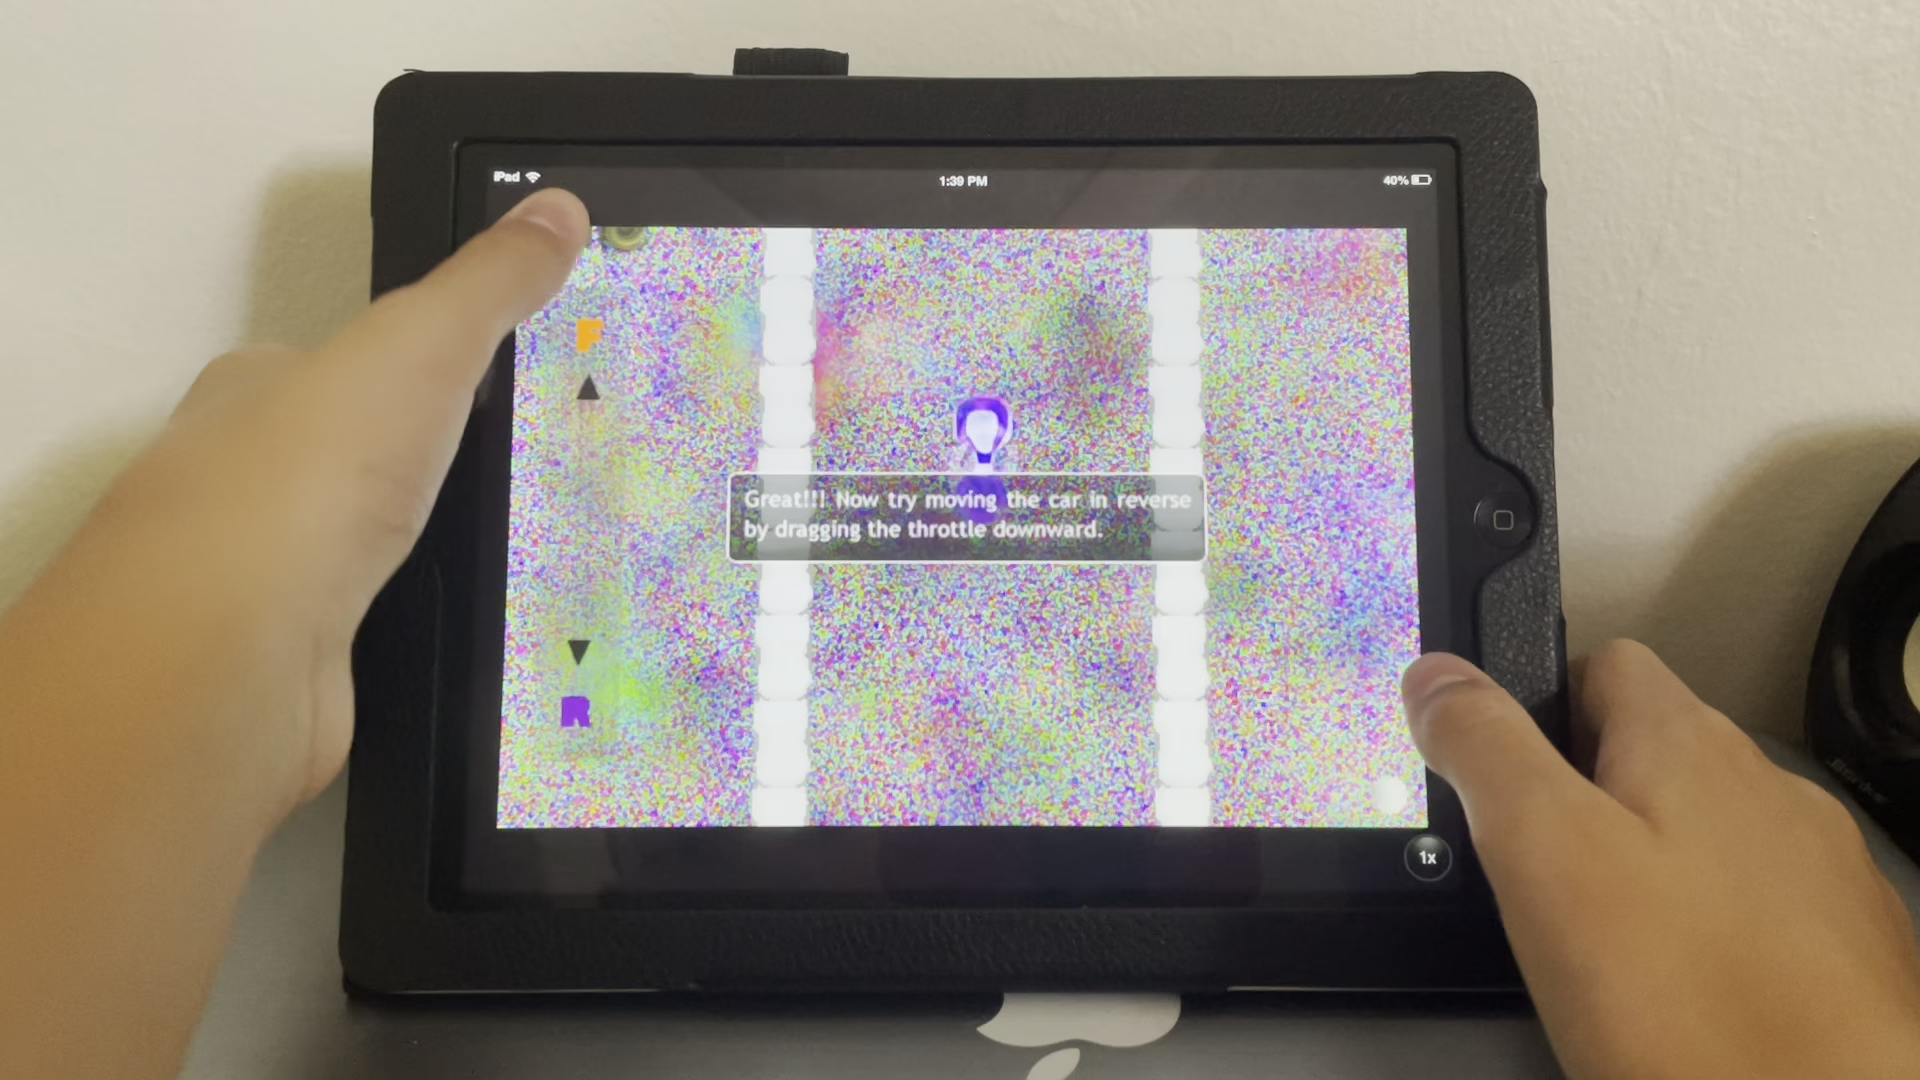 iPad
1:39 PM
40%
F
Great!!! Now try moving the car in reverse
by dragging the throttle downward.
R
1x